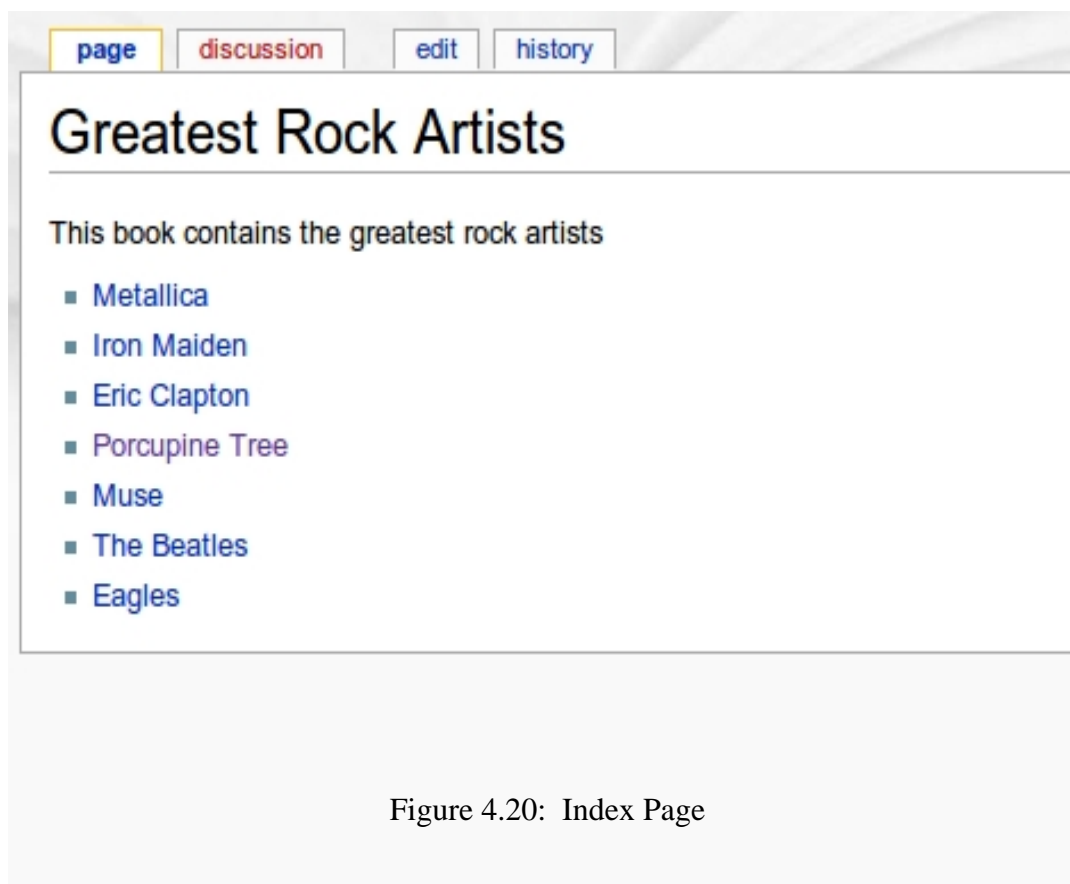 page discussion edit history
Greatest Rock Artists
This book contains the greatest rock artists
Metallica
Iron Maiden
Eric Clapton
Porcupine Tree
Muse
The Beatles
Eagles
Figure 4.20: Index Page